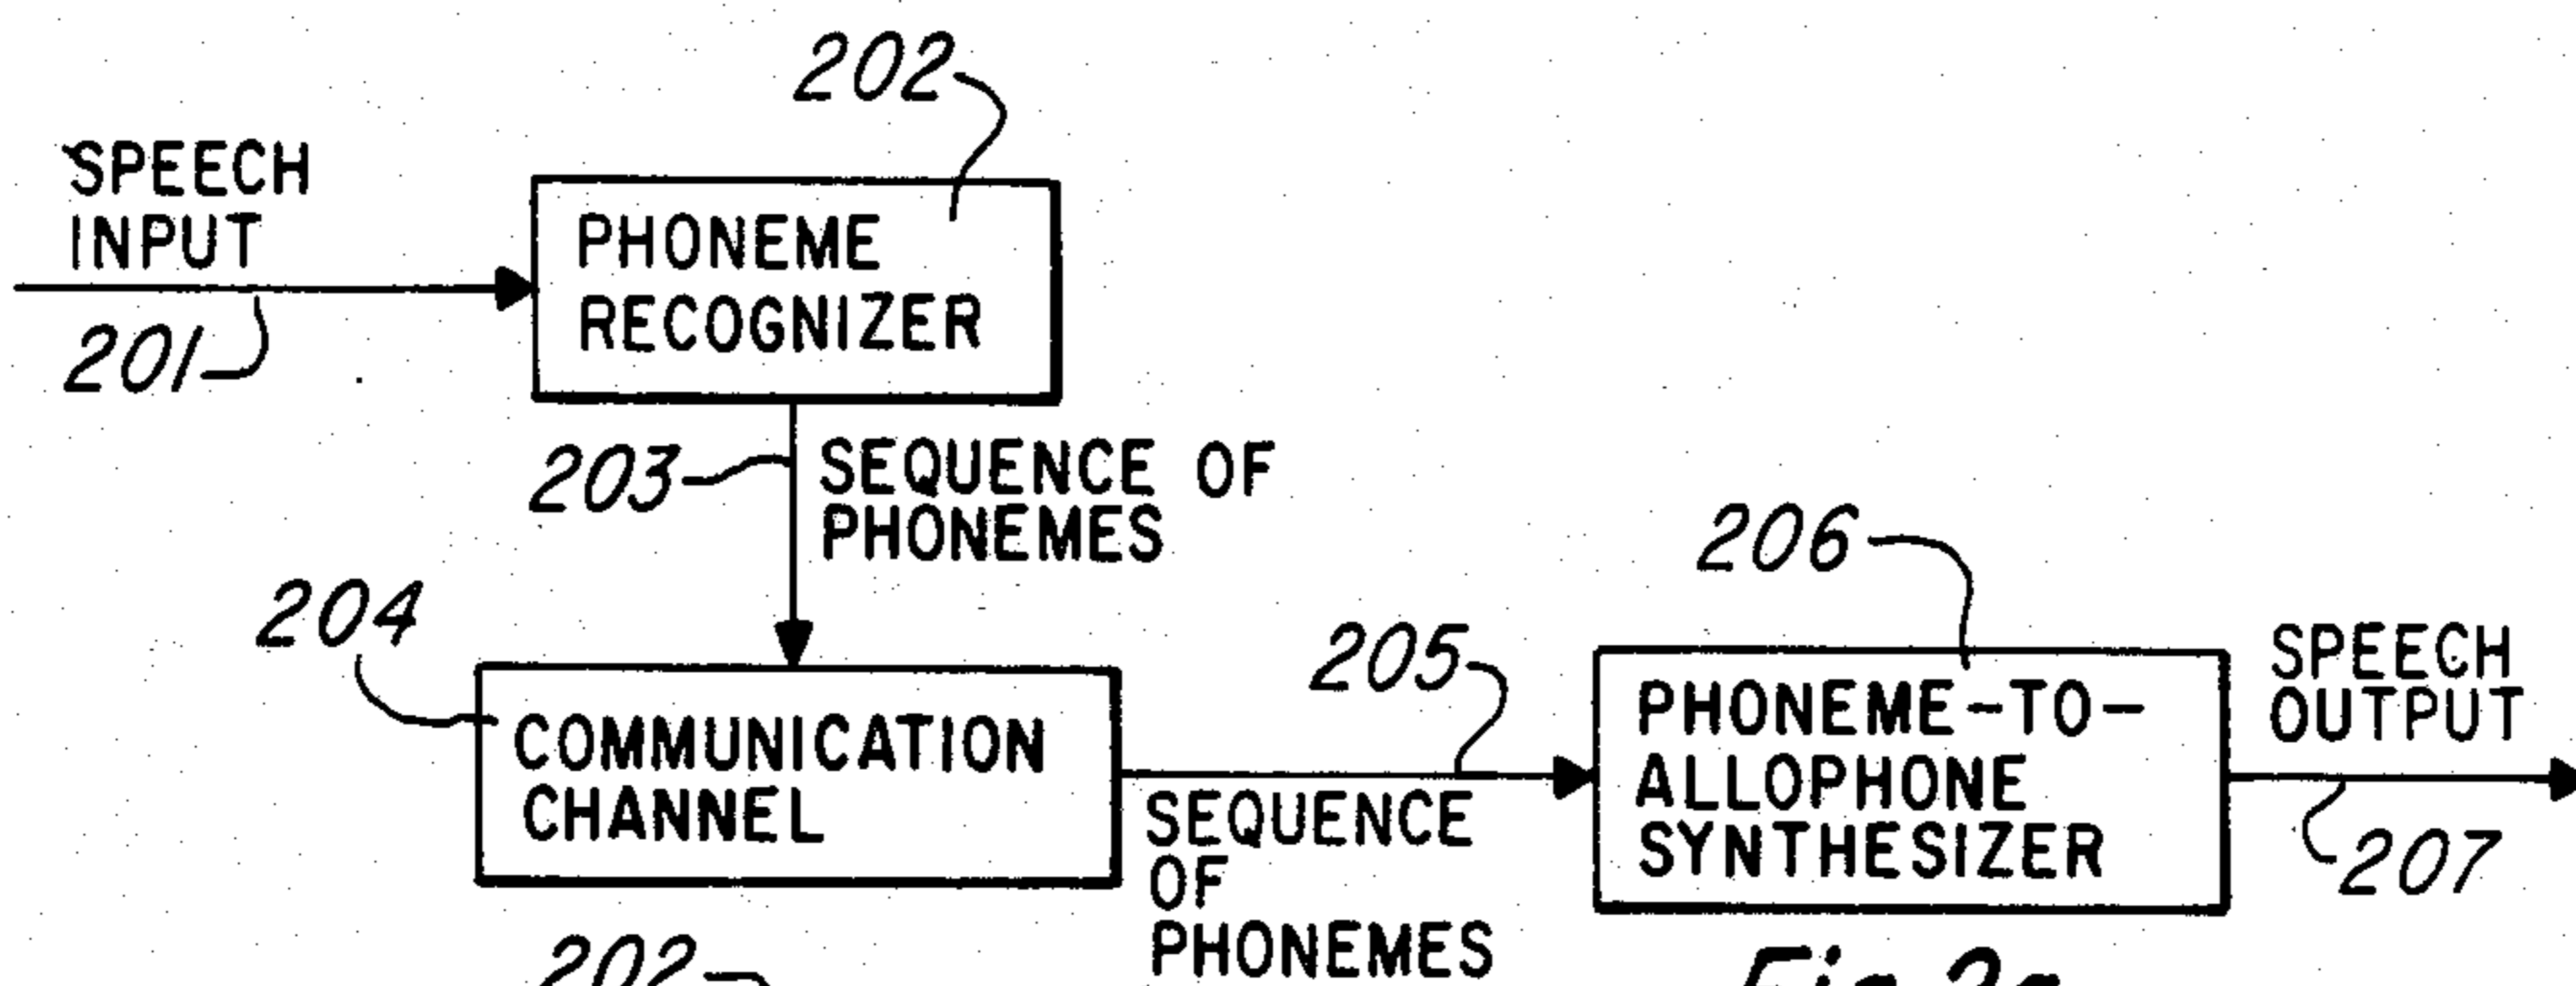 202
SPEECH
INPUT
201
PHONEME
RECOGNIZER
203
SEQUENCE OF
PHONEMES
204
COMMUNICATION
CHANNEL
205
SEQUENCE
OF
PHONEMES
206
PHONEME-TO-
ALLOPHONE
SYNTHESIZER
SPEECH
OUTPUT
207
202